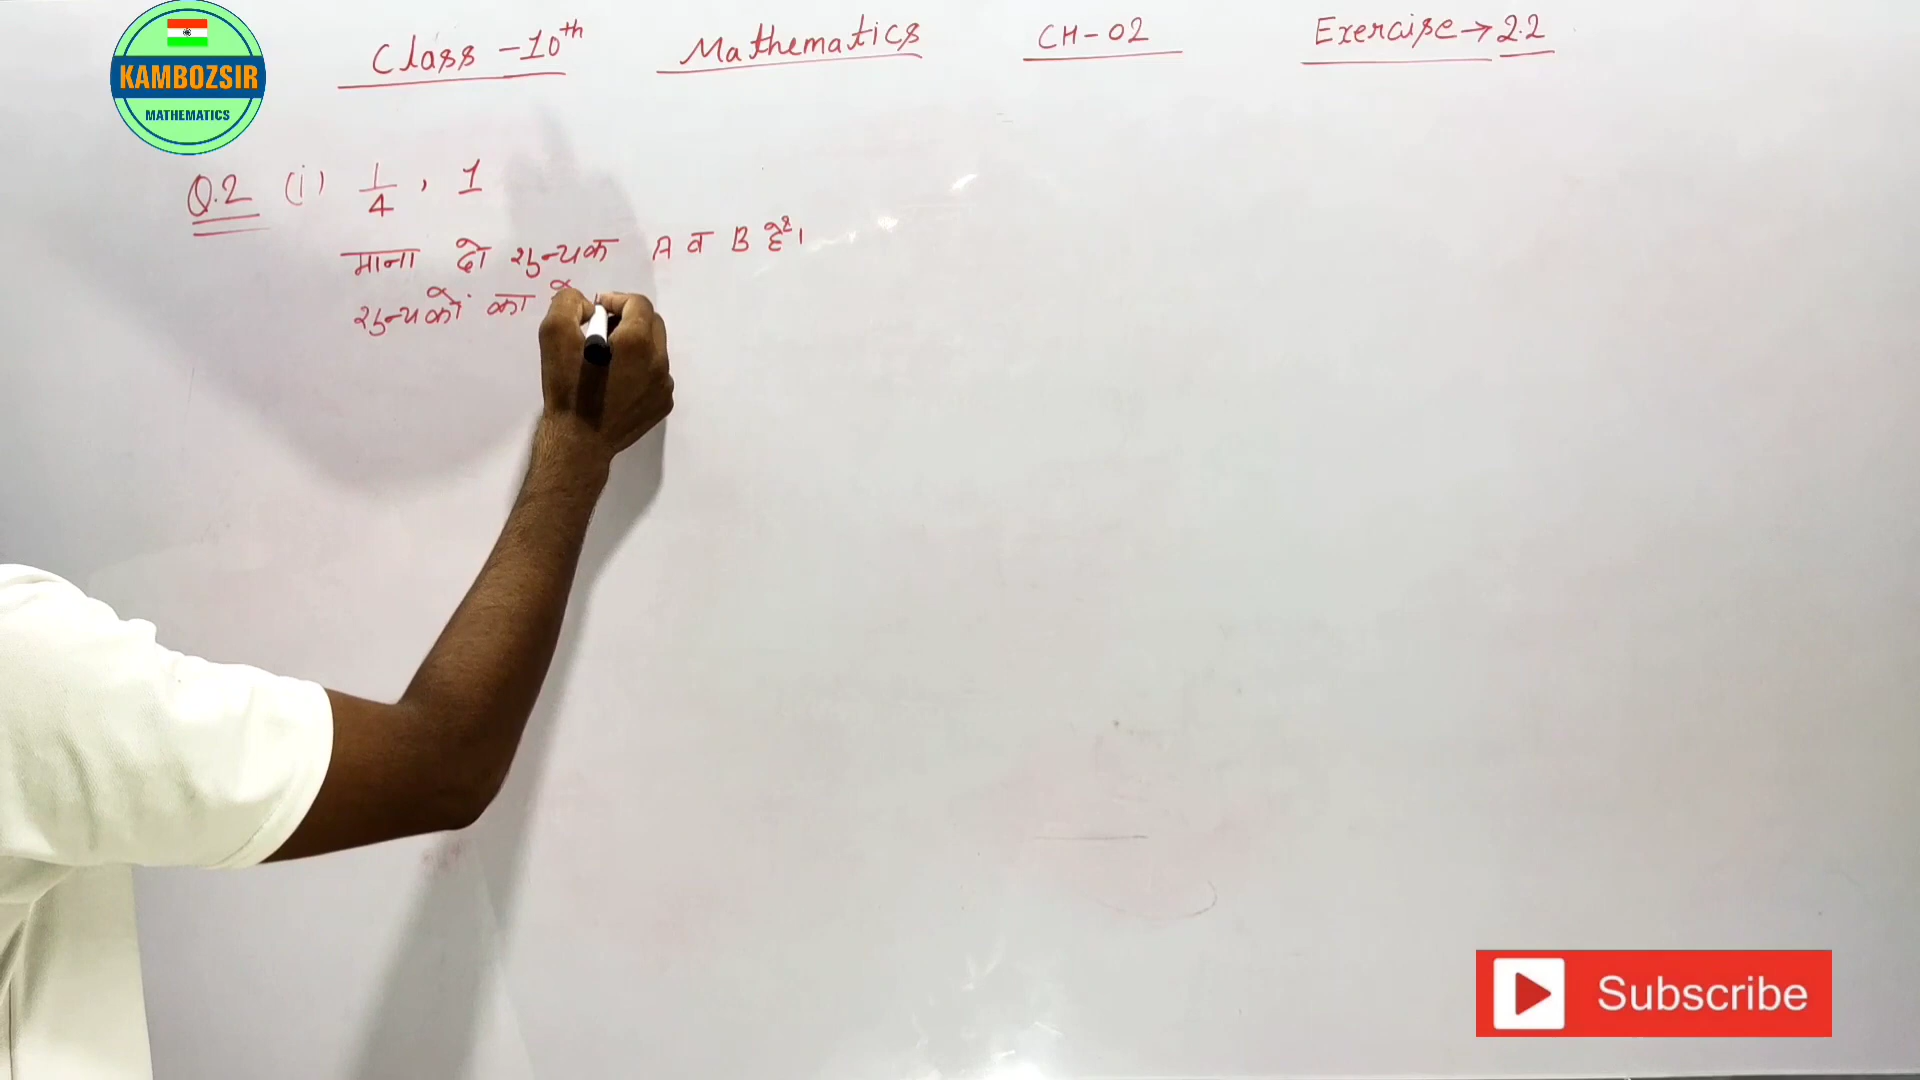 KAMBOZSIR
MATHEMATICS
Class -10th Mathematics CH-02 Exercise→2.2
Q.2 (i) 1/4 , 1
माना दो शुन्यक A व B है।
शुन्यकों का
Subscribe